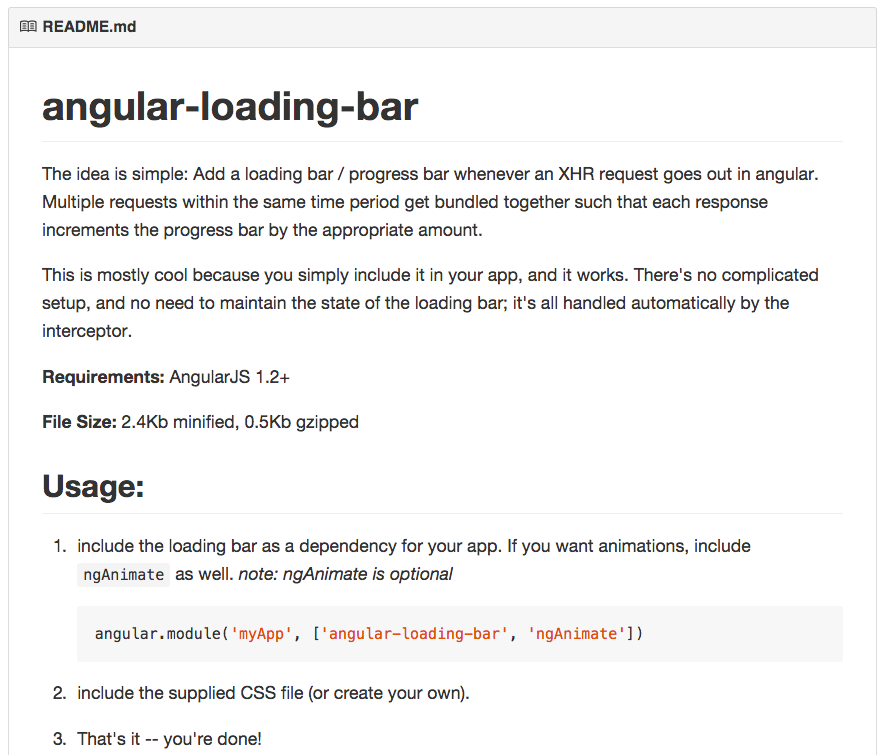 README.md
angular-loading-bar
The idea is simple: Add a loading bar / progress bar whenever an XHR request goes out in angular.
Multiple requests within the same time period get bundled together such that each response
increments the progress bar by the appropriate amount.
This is mostly cool because you simply include it in your app, and it works. There's no complicated
setup, and no need to maintain the state of the loading bar; it's all handled automatically by the
interceptor.
Requirements: AngularJS 1.2+
File Size: 2.4Kb minified, 0.5Kb gzipped
Usage:
1. include the loading bar as a dependency for your app. If you want animations, include
ngAnimate as well. note: ngAnimate is optional
angular.module('myApp', ['angular-loading-bar', 'ngAnimate'])
2. include the supplied CSS file (or create your own).
3. That's it -- you're done!